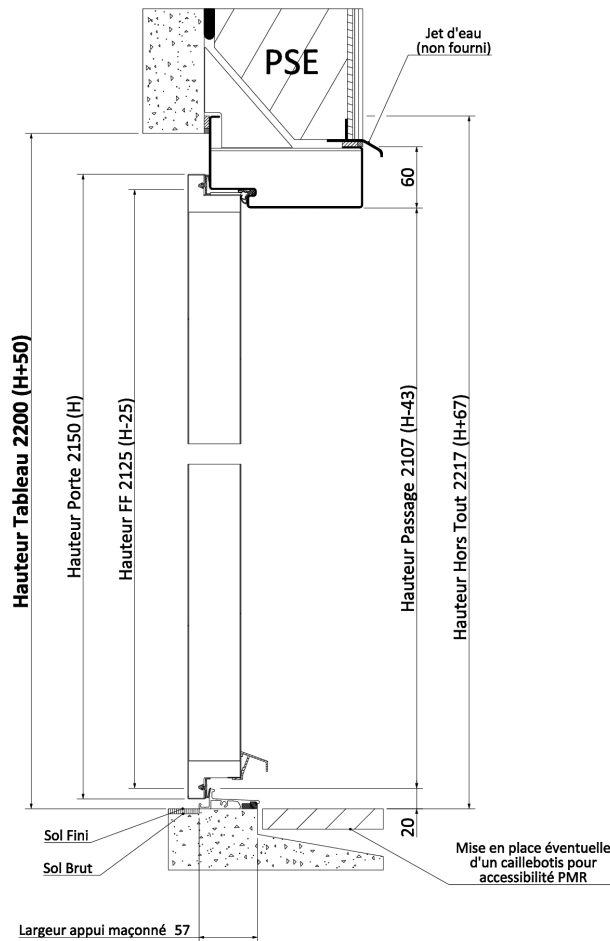 PSE
Jet d'eau
(non fourni)
60
Hauteur Tableau 2200 (H+50)
Hauteur Porte 2150 (H)
Hauteur FF 2125 (H-25)
Hauteur Passage 2107 (H-43)
Hauteur Hors Tout 2217 (H+67)
20
Sol Fini
Sol Brut
Mise en place éventuelle
d'un caillebotis pour
accessibilité PMR
Largeur appui maçonné 57